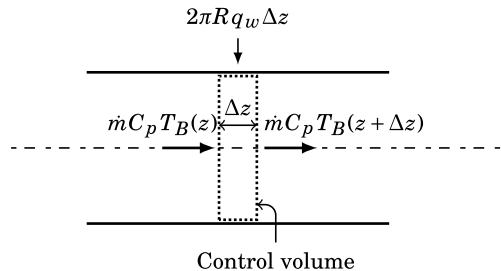 2πRq_wΔz
Δz
ṁC_pT_B(z)
ṁC_pT_B(z + Δz)
Control volume